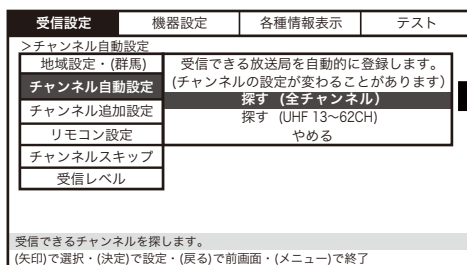 受信設定 機器設定 各種情報表示 テスト
＞チャンネル自動設定
地域設定・(群馬)
チャンネル自動設定
チャンネル追加設定
リモコン設定
チャンネルスキップ
受信レベル
受信できる放送局を自動的に登録します。
(チャンネルの設定が変わることがあります)
探す (全チャンネル)
探す (UHF 13~62CH)
やめる
受信できるチャンネルを探します。
(矢印)で選択・(決定)で設定・(戻る)で前画面・(メニュー)で終了